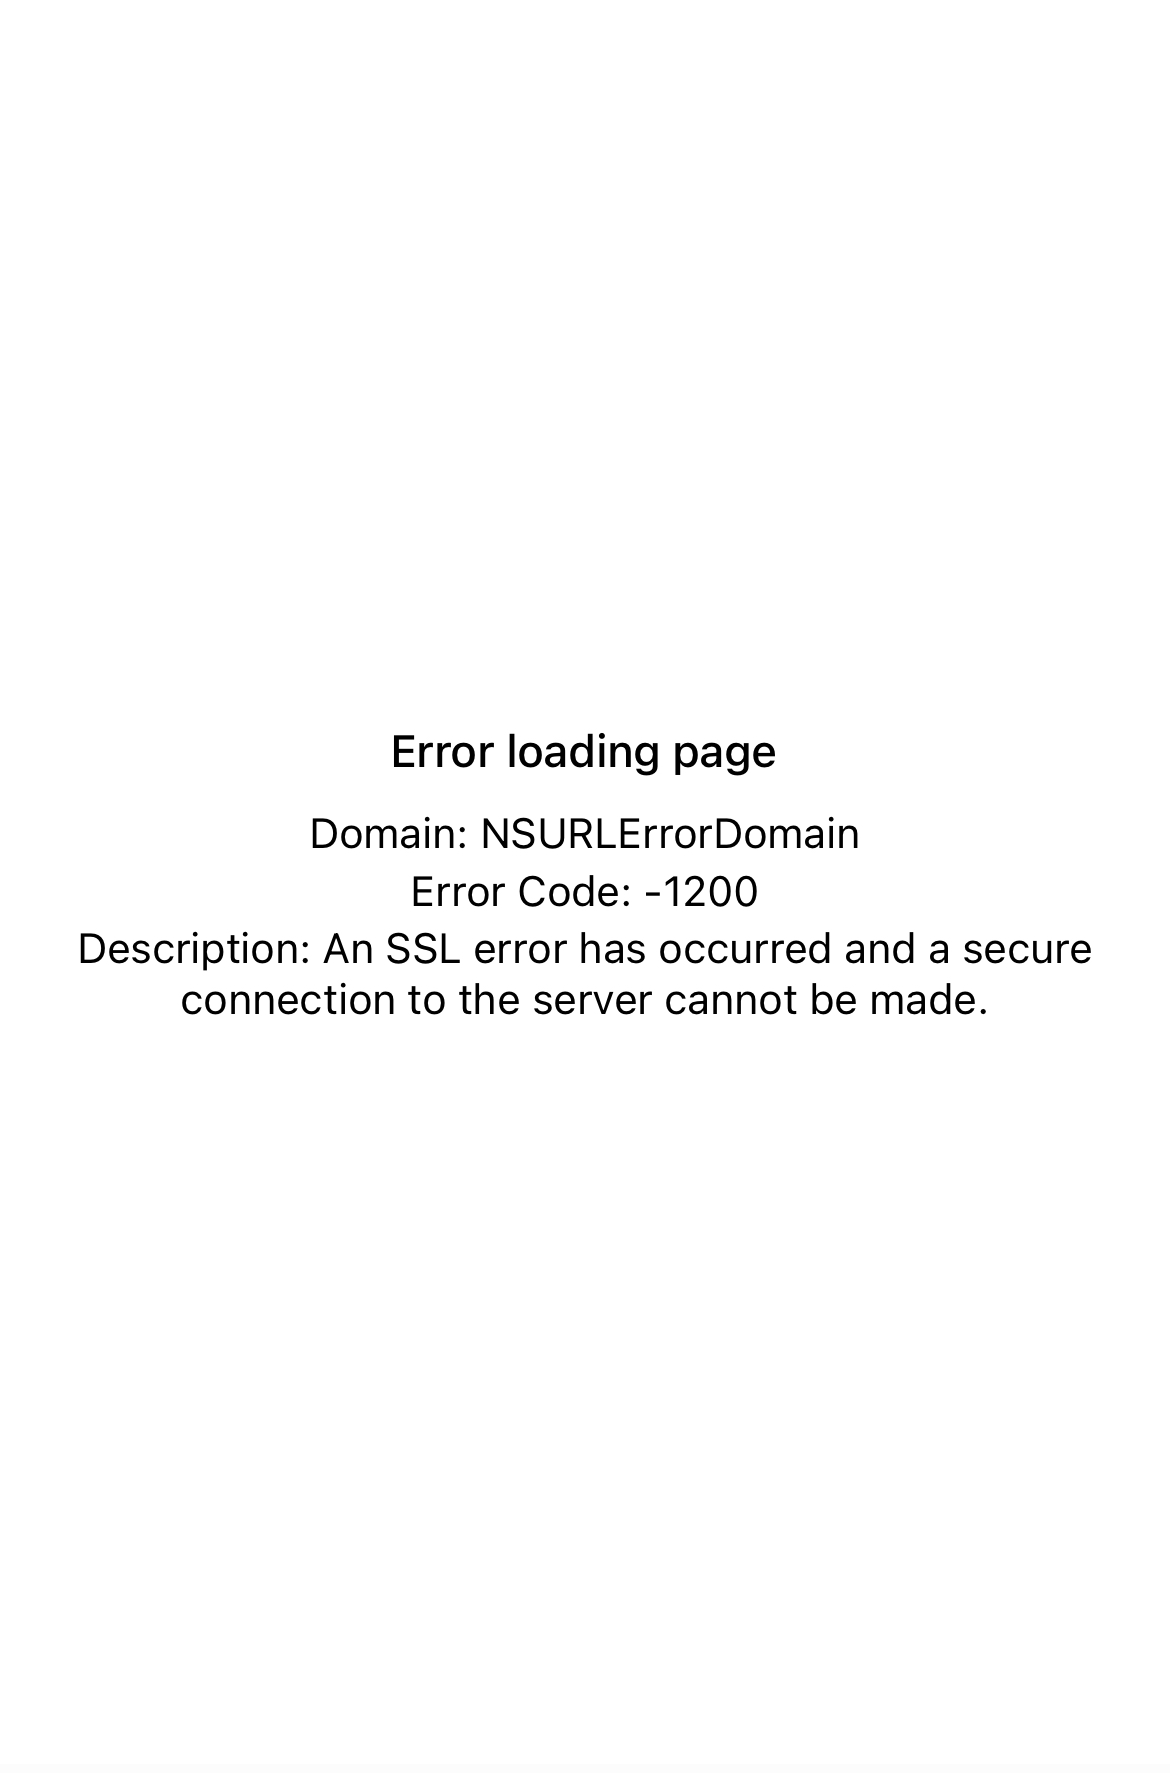 Error loading page
Domain: NSURLErrorDomain
Error Code: -1200
Description: An SSL error has occurred and a secure
connection to the server cannot be made.